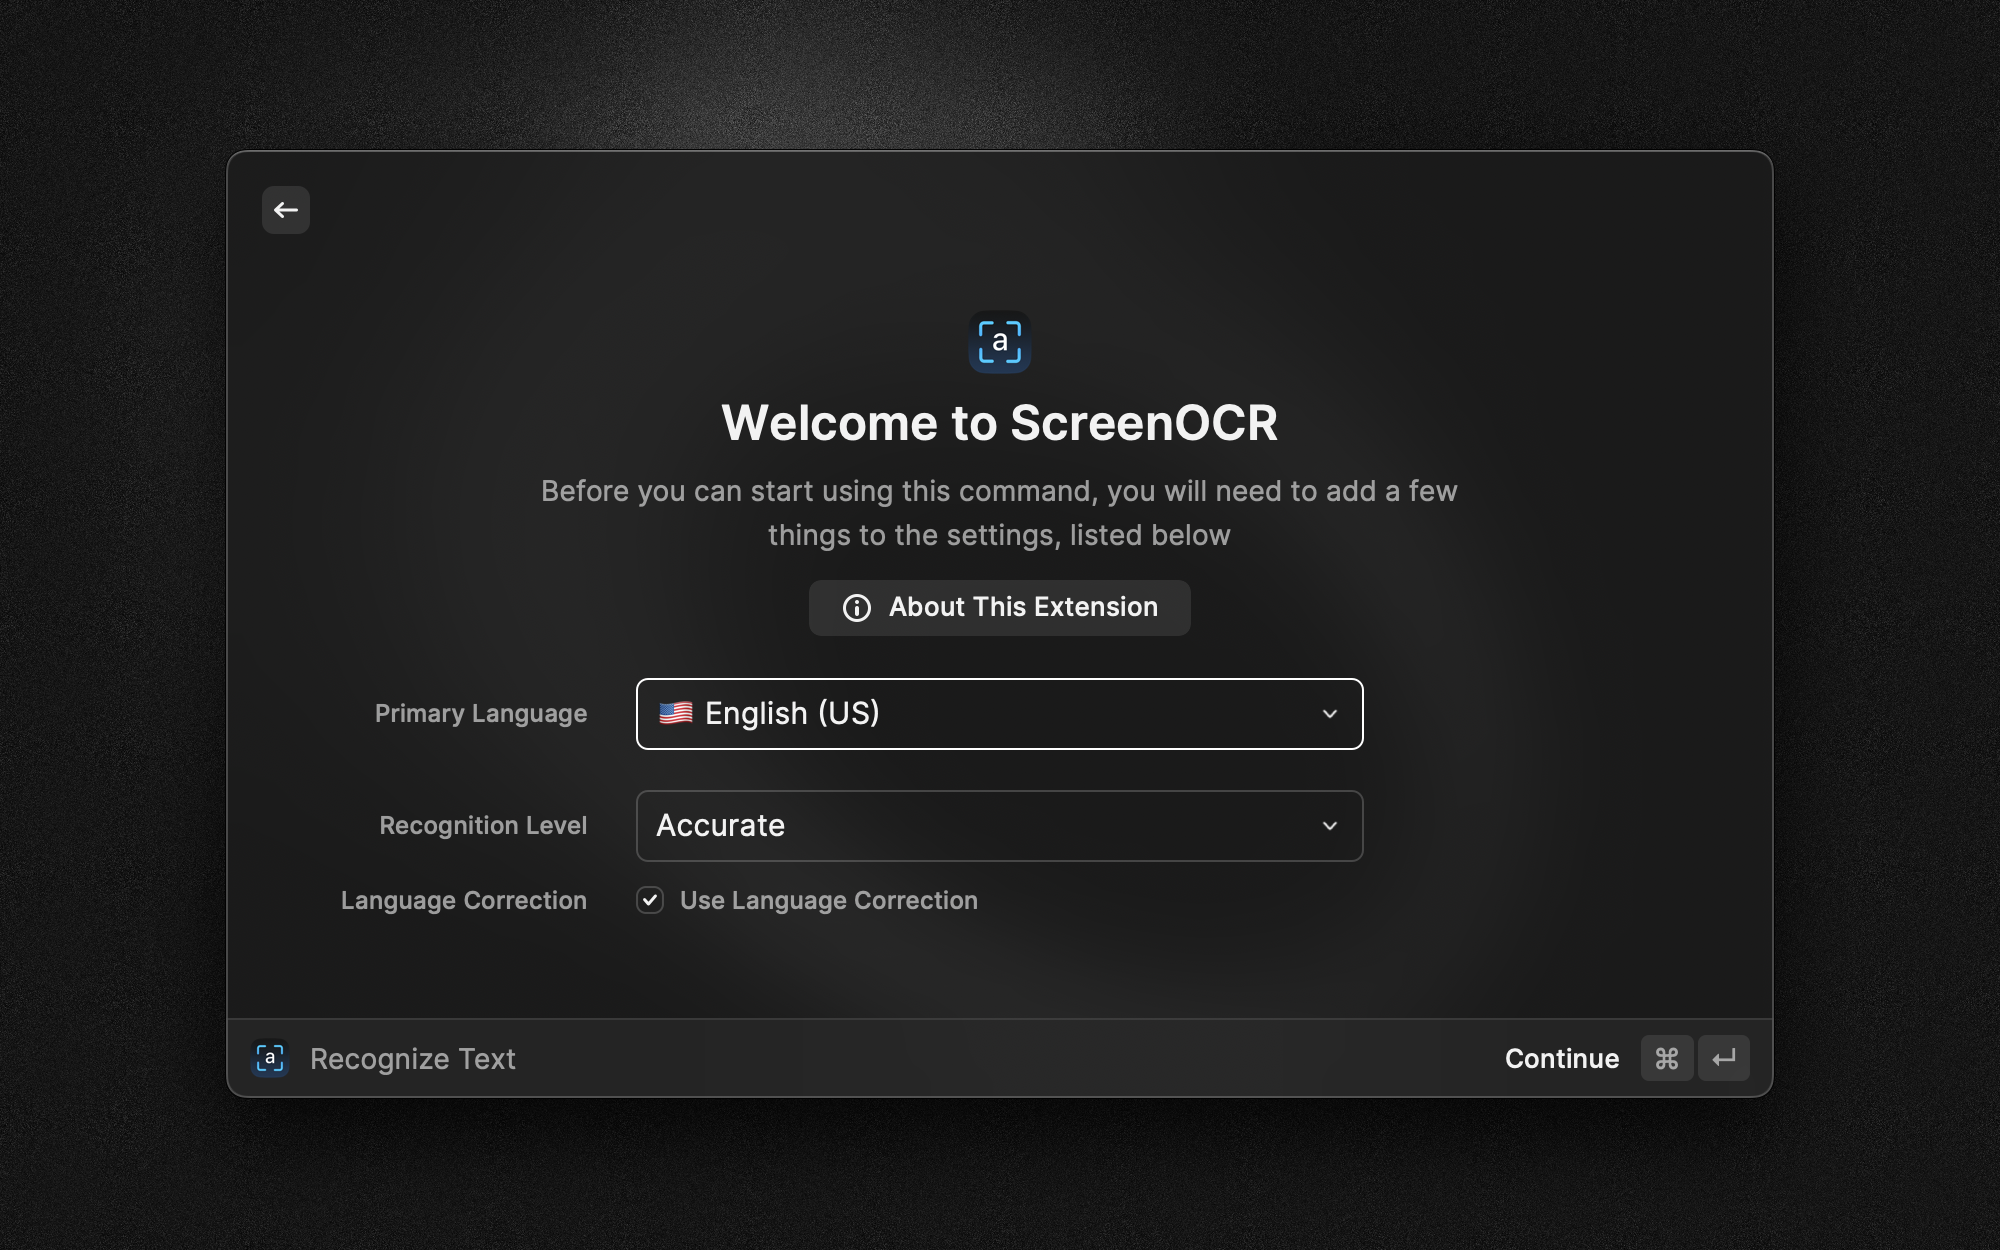 a
Welcome to ScreenOCR
Before you can start using this command, you will need to add a few
things to the settings, listed below
About This Extension
Primary Language
English (US)
Recognition Level
Accurate
Language Correction
Use Language Correction
a
Recognize Text
Continue ⌘ ↵